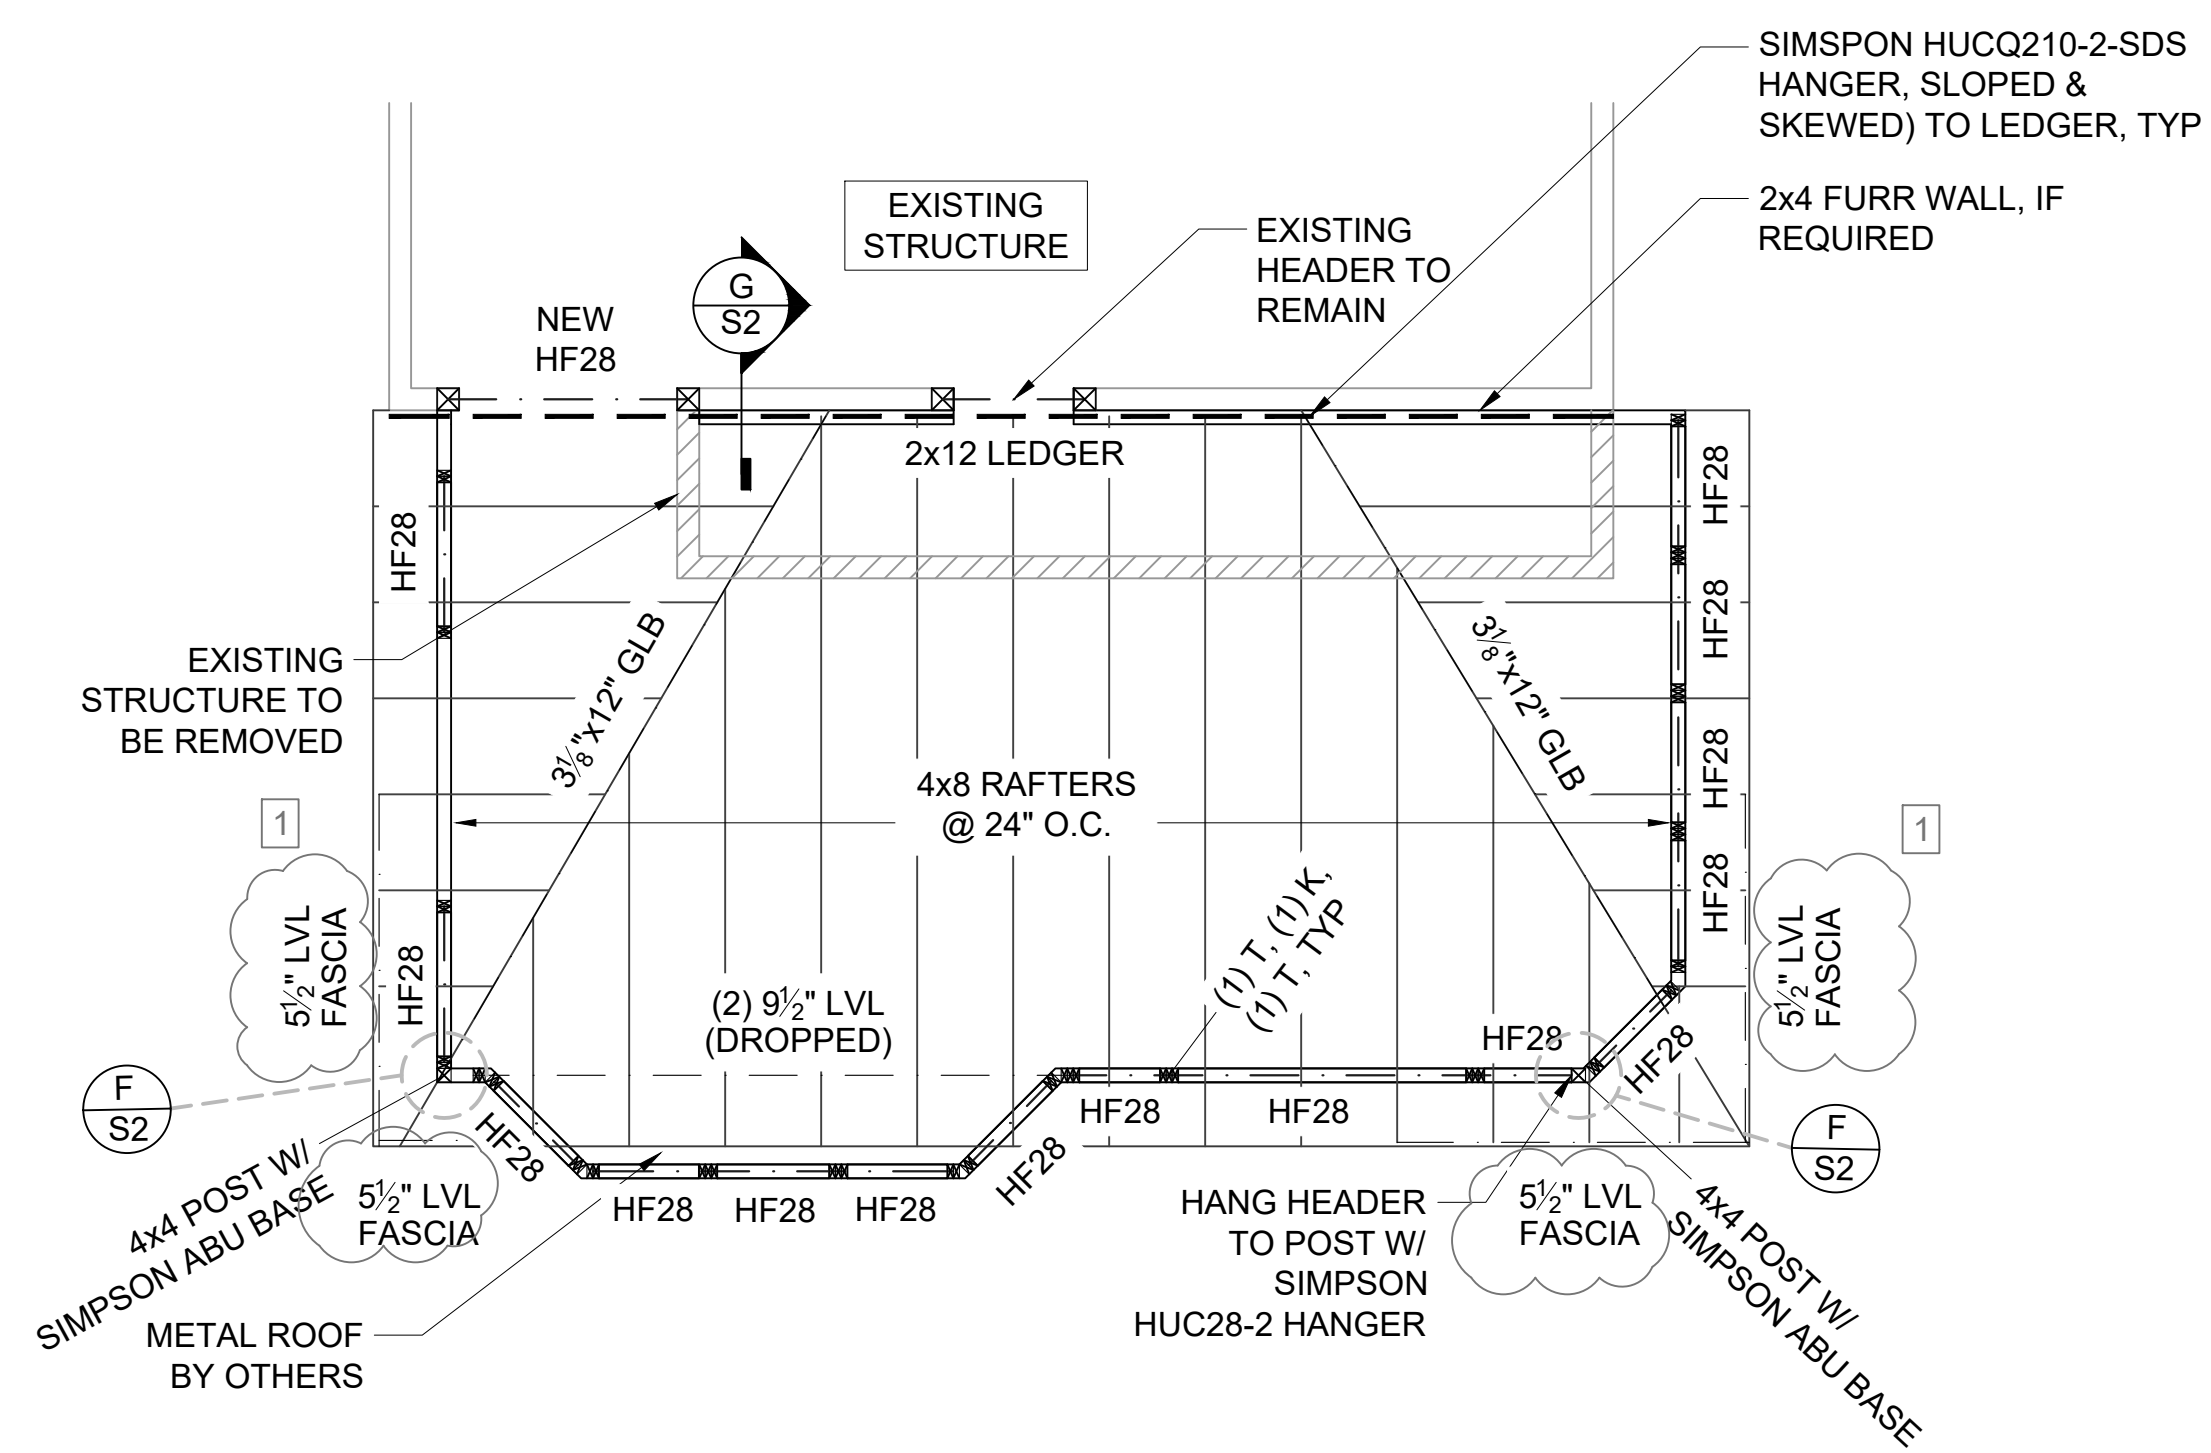 SIMSPON HUCQ210-2-SDS
HANGER, SLOPED &
SKEWED) TO LEDGER, TYP
2x4 FURR WALL, IF
REQUIRED
EXISTING
STRUCTURE
EXISTING
HEADER TO
REMAIN
G
S2
NEW
HF28
2x12 LEDGER
HF28
HF28
HF28
HF28
HF28
EXISTING
STRUCTURE TO
BE REMOVED
3⅛"x12" GLB
3⅛"x12" GLB
4x8 RAFTERS
@ 24" O.C.
1
1
5½" LVL
FASCIA
5½" LVL
FASCIA
HF28
(2) 9½" LVL
(DROPPED)
(1) T, (1) K,
(1) T, TYP
HF28
HF28
F
S2
F
S2
HF28
HF28
HF28
HF28
HF28
HF28
HF28
4x4 POST W/
SIMPSON ABU BASE
5½" LVL
FASCIA
HANG HEADER
TO POST W/
SIMPSON
HUC28-2 HANGER
5½" LVL
FASCIA
4x4 POST W/
SIMPSON ABU BASE
METAL ROOF
BY OTHERS